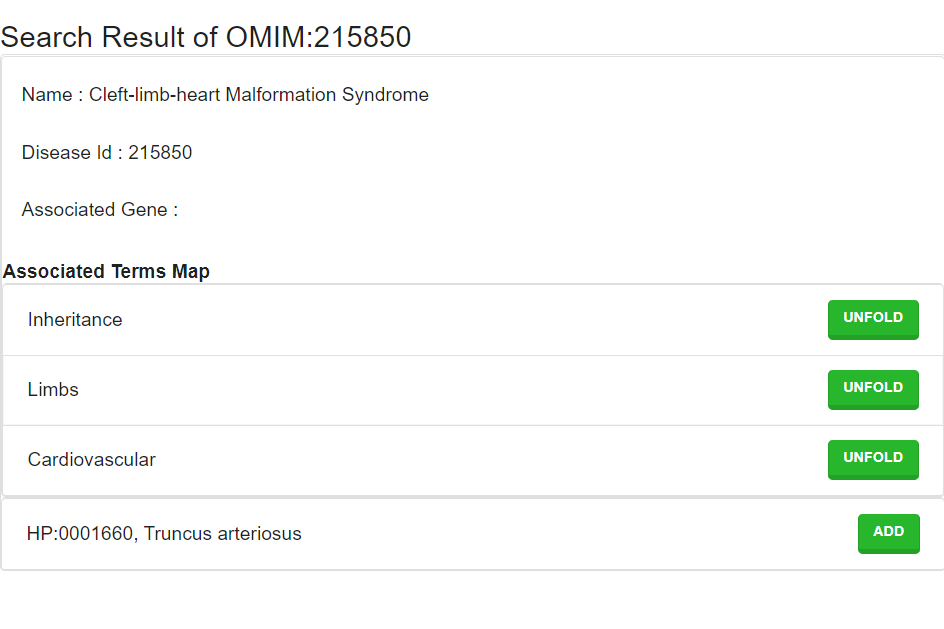 Search Result of OMIM:215850
Name : Cleft-limb-heart Malformation Syndrome
Disease Id : 215850
Associated Gene :
Associated Terms Map
Inheritance UNFOLD
Limbs UNFOLD
Cardiovascular UNFOLD
HP:0001660, Truncus arteriosus ADD